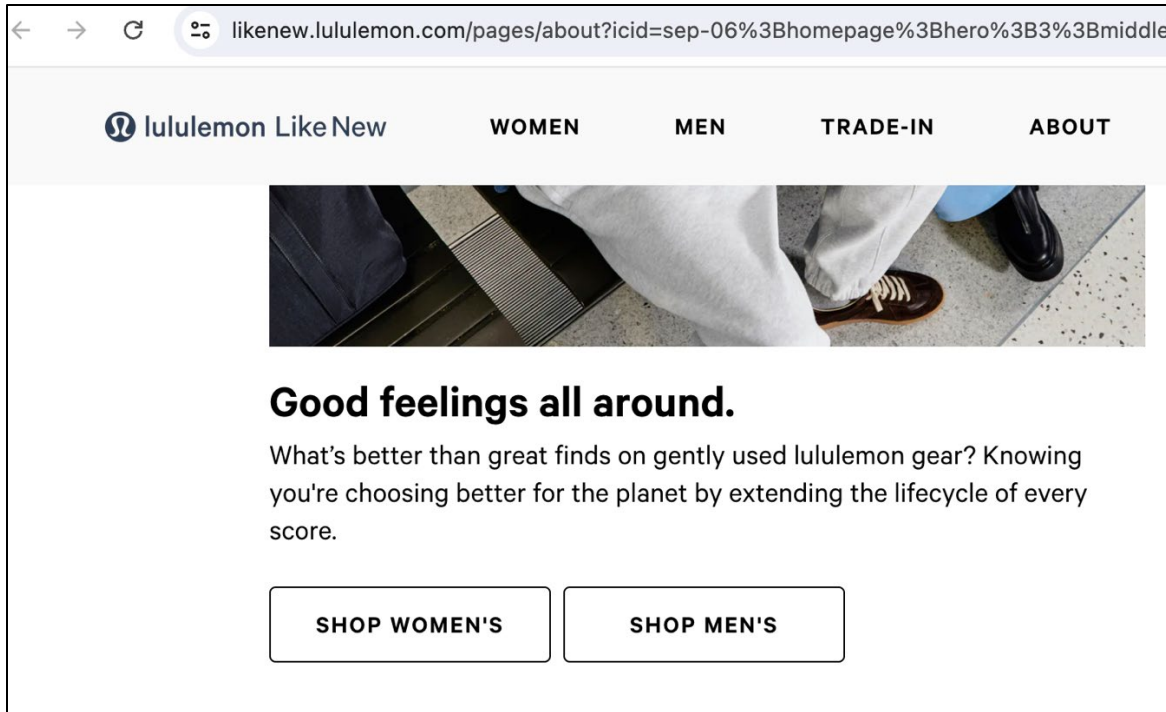 likenew.lululemon.com/pages/about?icid=sep-06%3Bhomepage%3Bhero%3B3%3Bmiddle
lululemon Like New WOMEN MEN TRADE-IN ABOUT
Good feelings all around.
What’s better than great finds on gently used lululemon gear? Knowing
you're choosing better for the planet by extending the lifecycle of every
score.
SHOP WOMEN'S SHOP MEN'S